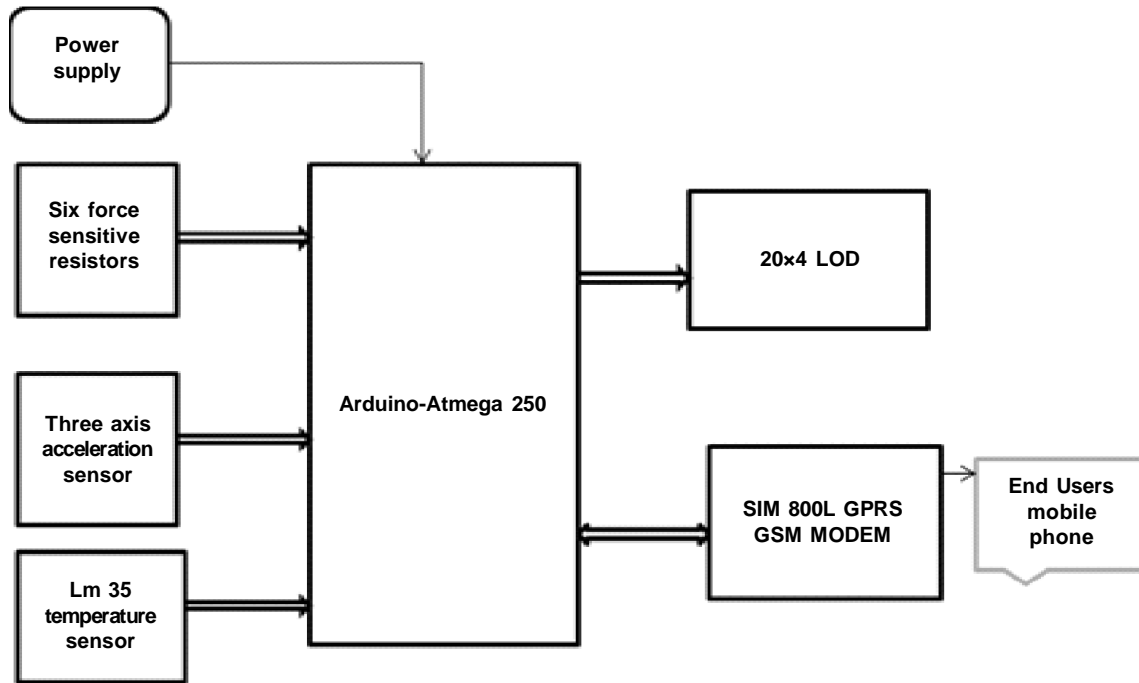 Power
supply
Six force
sensitive
resistors
Three axis
acceleration
sensor
Lm 35
temperature
sensor
Arduino-Atmega 250
20×4 LOD
SIM 800L GPRS
GSM MODEM
End Users
mobile
phone